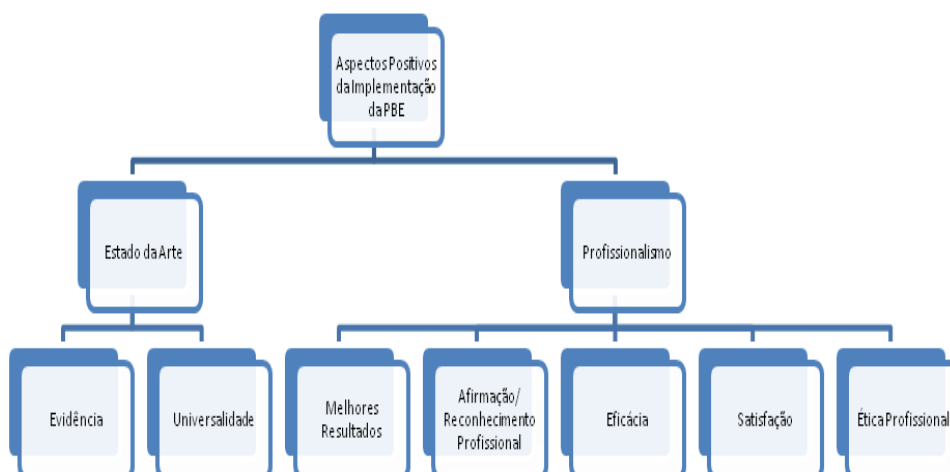 Aspectos Positivos
da Implementação
da PBE
Estado da Arte
Profissionalismo
Evidência
Universalidade
Melhores
Resultados
Afirmação/
Reconhecimento
Profissional
Eficácia
Satisfação
Ética Profissional